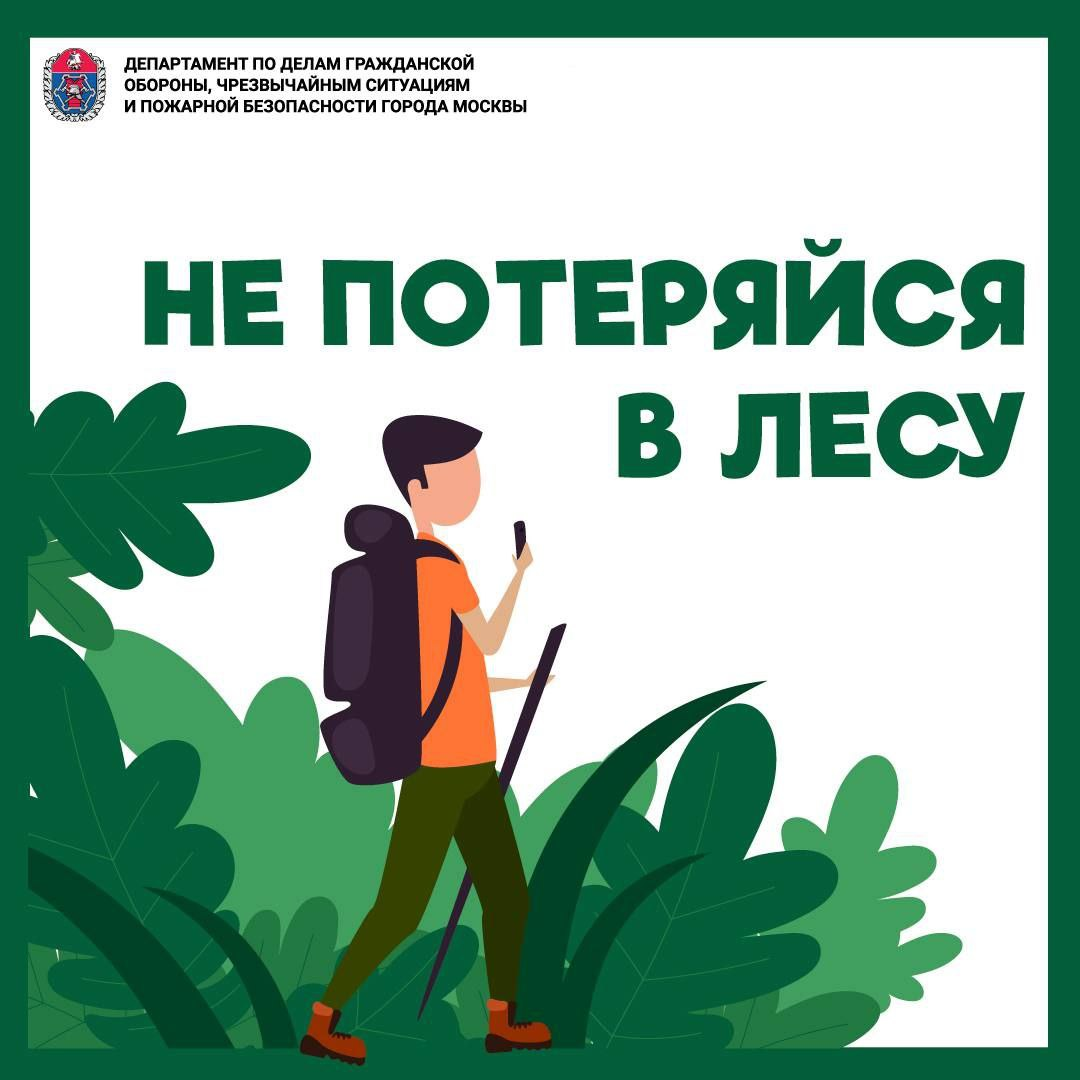 ДЕПАРТАМЕНТ ПО ДЕЛАМ ГРАЖДАНСКОЙ
ОБОРОНЫ, ЧРЕЗВЫЧАЙНЫМ СИТУАЦИЯМ
И ПОЖАРНОЙ БЕЗОПАСНОСТИ ГОРОДА МОСКВЫ
НЕ ПОТЕРЯЙСЯ
В ЛЕСУ